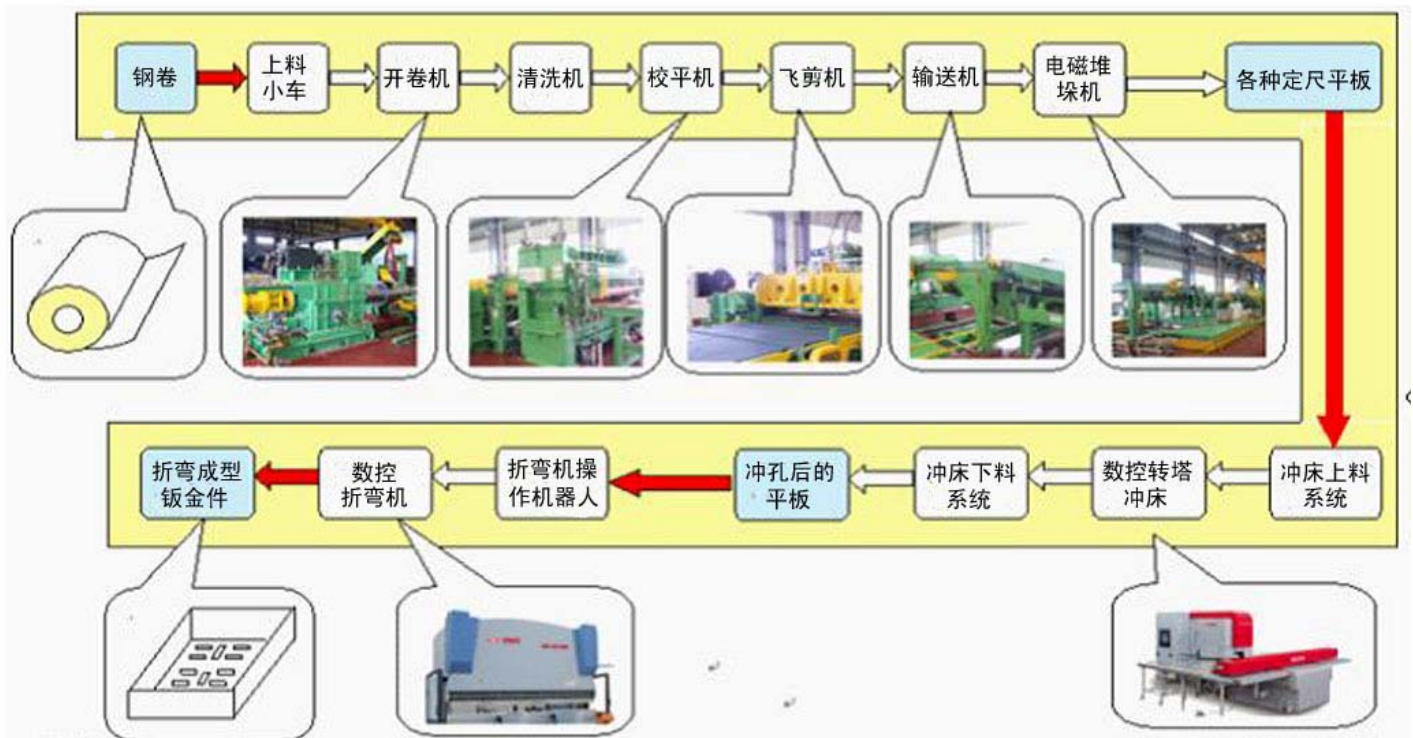 钢卷
上料
小车
开卷机
清洗机
校平机
飞剪机
输送机
电磁堆
垛机
各种定尺平板
冲床上料
系统
数控转塔
冲床
冲床下料
系统
冲孔后的
平板
折弯机操
作机器人
数控
折弯机
折弯成型
钣金件